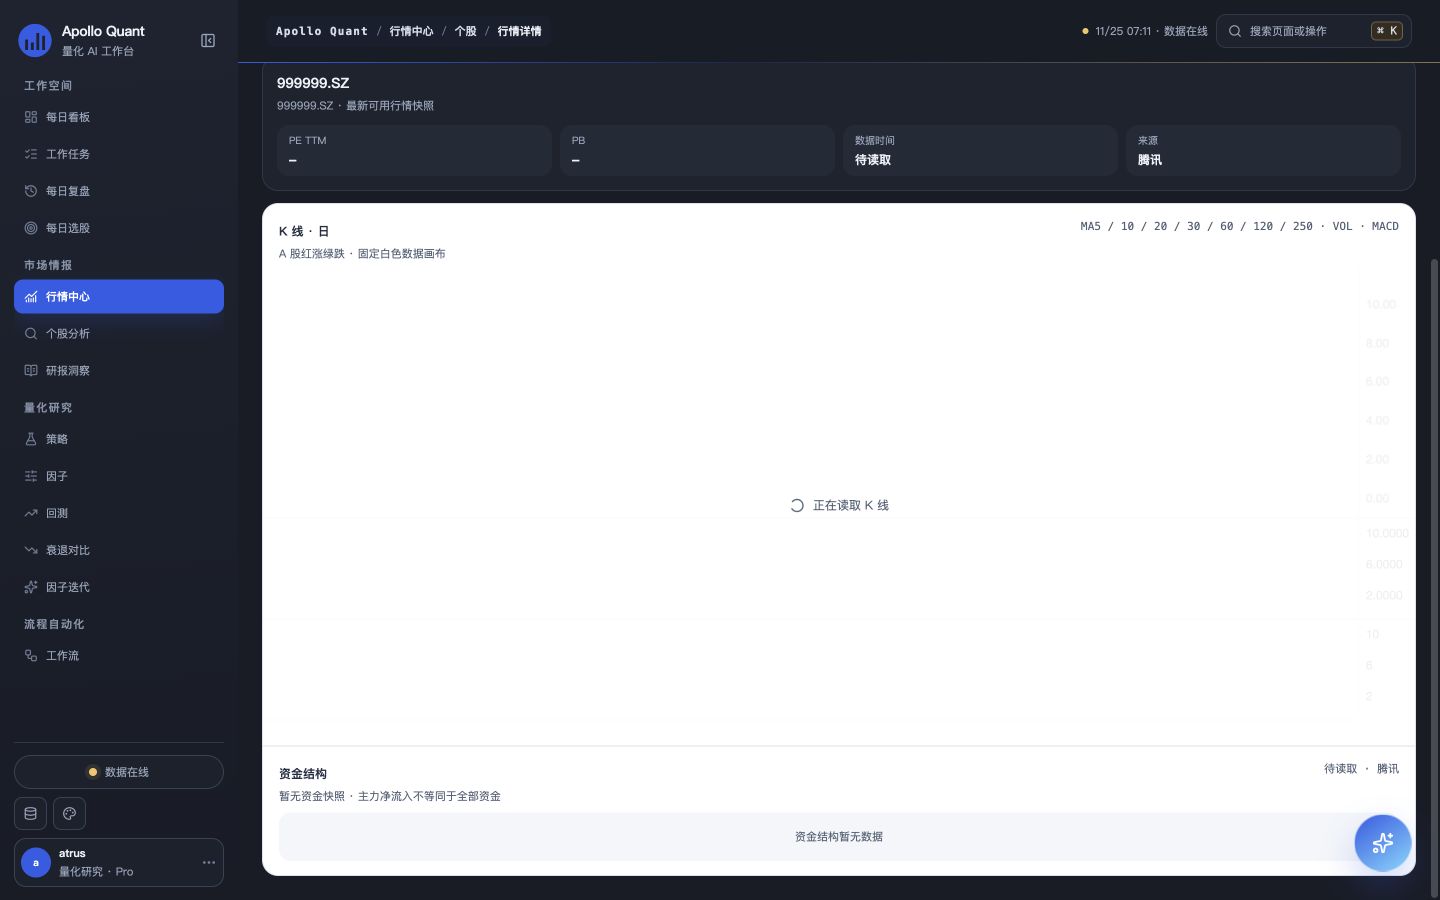 Apollo Quant
量化 AI 工作台
工作空间
每日看板
工作任务
每日复盘
每日选股
市场情报
行情中心
个股分析
研报洞察
量化研究
策略
因子
回测
衰退对比
因子迭代
流程自动化
工作流
数据在线
a
atrus
量化研究 · Pro
Apollo Quant / 行情中心 / 个股 / 行情详情
11/25 07:11 · 数据在线
搜索页面或操作
⌘ K
999999.SZ
999999.SZ · 最新可用行情快照
PE TTM
–
PB
–
数据时间
待读取
来源
腾讯
K 线 · 日
MA5 / 10 / 20 / 30 / 60 / 120 / 250 · VOL · MACD
A 股红涨绿跌 · 固定白色数据画布
10.00
8.00
6.00
4.00
2.00
0.00
正在读取 K 线
10.0000
6.0000
2.0000
10
6
2
资金结构
待读取 · 腾讯
暂无资金快照 · 主力净流入不等同于全部资金
资金结构暂无数据